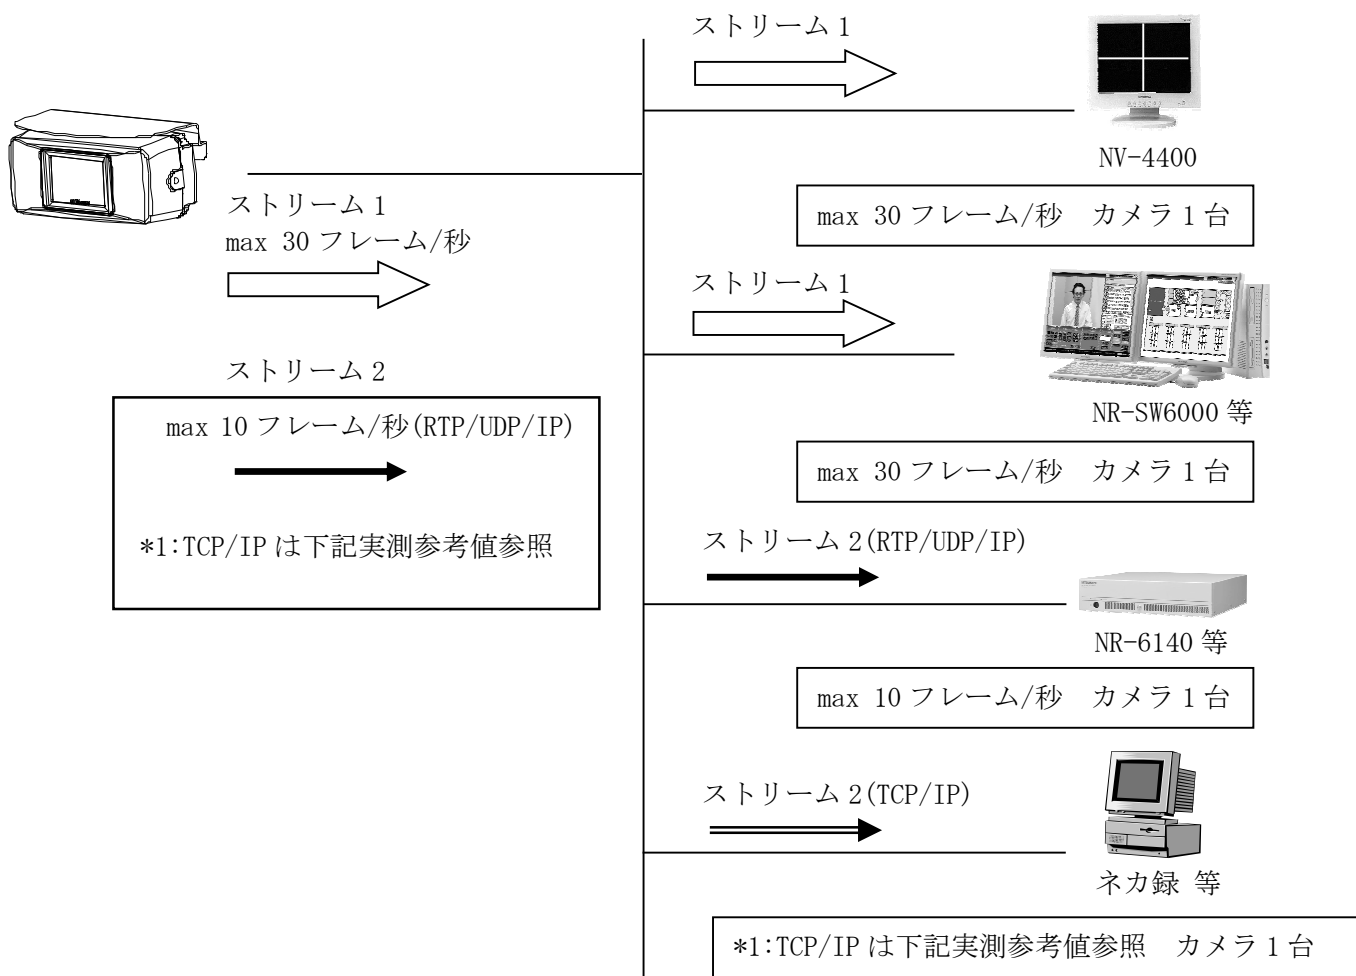 ストリーム1
NV-4400
max 30 フレーム/秒　カメラ1台
ストリーム1
max 30 フレーム/秒
ストリーム1
NR-SW6000 等
max 30 フレーム/秒　カメラ1台
ストリーム2
max 10 フレーム/秒(RTP/UDP/IP)
*1:TCP/IP は下記実測参考値参照
ストリーム2(RTP/UDP/IP)
NR-6140 等
max 10 フレーム/秒　カメラ1台
ストリーム2(TCP/IP)
ネカ録 等
*1:TCP/IP は下記実測参考値参照　カメラ1台